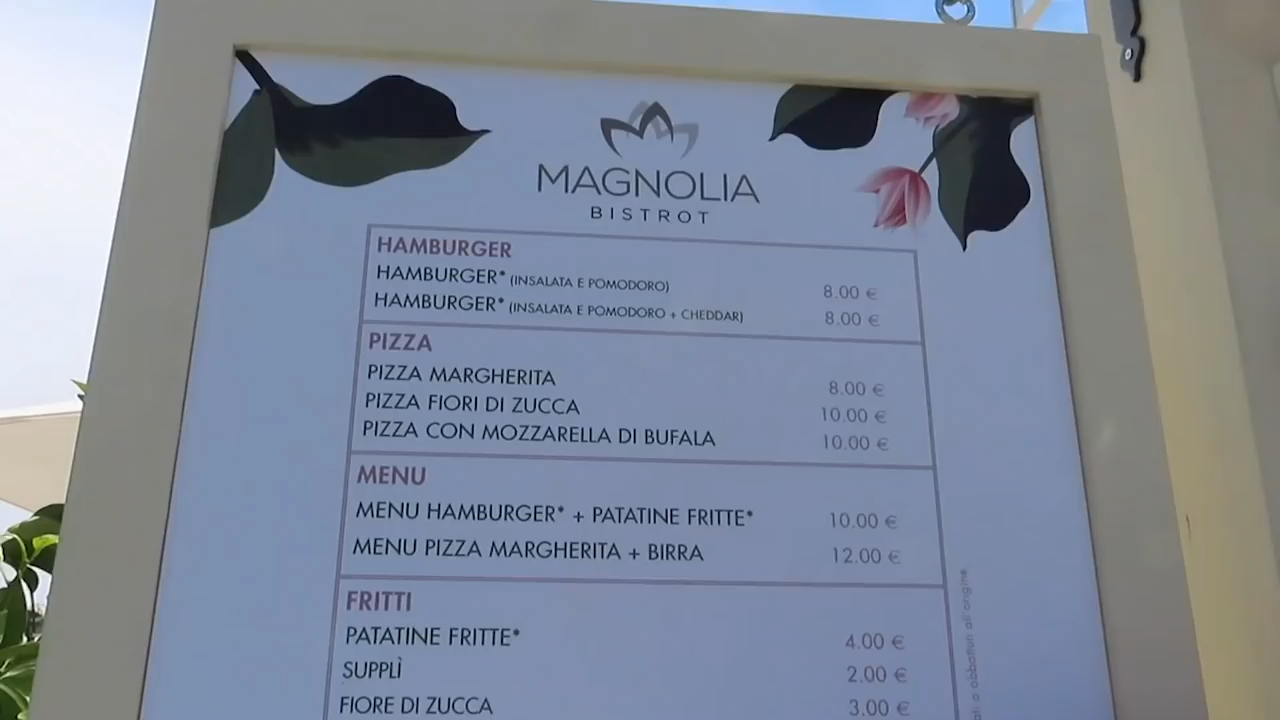 MAGNOLIA
BISTROT
HAMBURGER
HAMBURGER* (INSALATA E POMODORO) 8.00 €
HAMBURGER* (INSALATA E POMODORO + CHEDDAR) 8.00 €
PIZZA
PIZZA MARGHERITA 8.00 €
PIZZA FIORI DI ZUCCA 10.00 €
PIZZA CON MOZZARELLA DI BUFALA 10.00 €
MENU
MENU HAMBURGER* + PATATINE FRITTE* 10.00 €
MENU PIZZA MARGHERITA + BIRRA 12.00 €
FRITTI
PATATINE FRITTE* 4.00 €
SUPPLÌ 2.00 €
FIORE DI ZUCCA 3.00 €
all'origine.